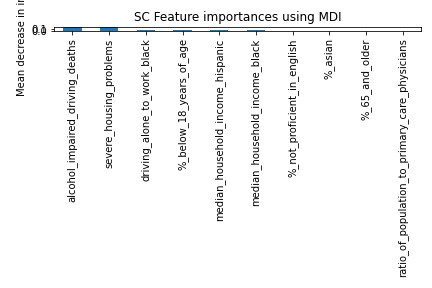 SC Feature importances using MDI
Mean decrease in
0.1
0.0
alcohol_impaired_driving_deaths
severe_housing_problems
driving_alone_to_work_black
%_below_18_years_of_age
median_household_income_hispanic
median_household_income_black
%_not_proficient_in_english
%_asian
%_65_and_older
ratio_of_population_to_primary_care_physicians